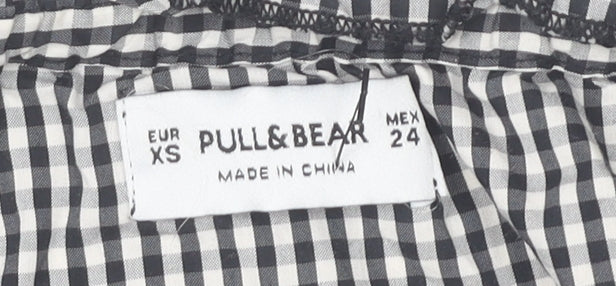 EUR XS
PULL&BEAR
MEX 24
MADE IN CHINA